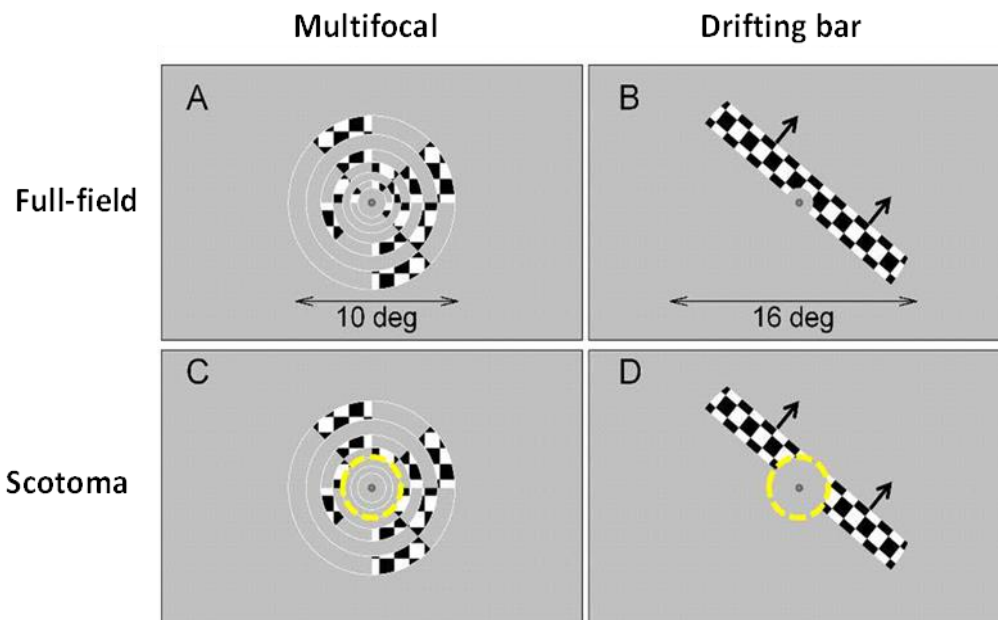 Multifocal
Drifting bar
Full-field
A
10 deg
B
16 deg
Scotoma
C
D